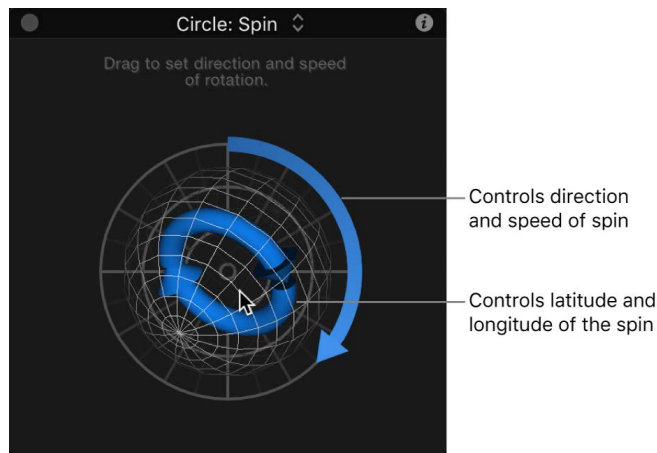 Circle: Spin
Drag to set direction and speed
of rotation.
Controls direction
and speed of spin
Controls latitude and
longitude of the spin